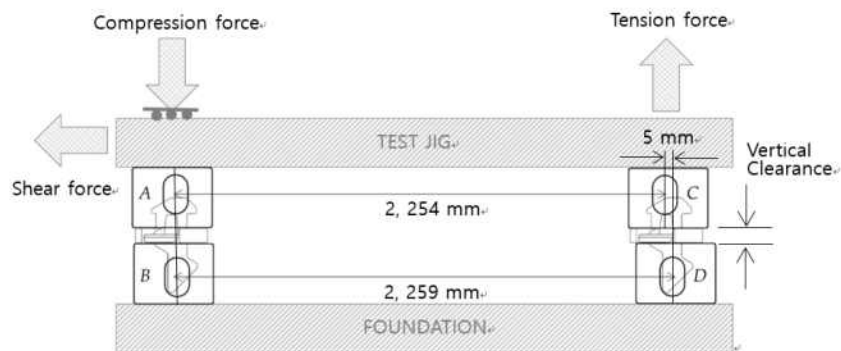 Compression force
Tension force
TEST JIG
5 mm
Vertical
Clearance
Shear force
A
C
2, 254 mm
B
D
2, 259 mm
FOUNDATION